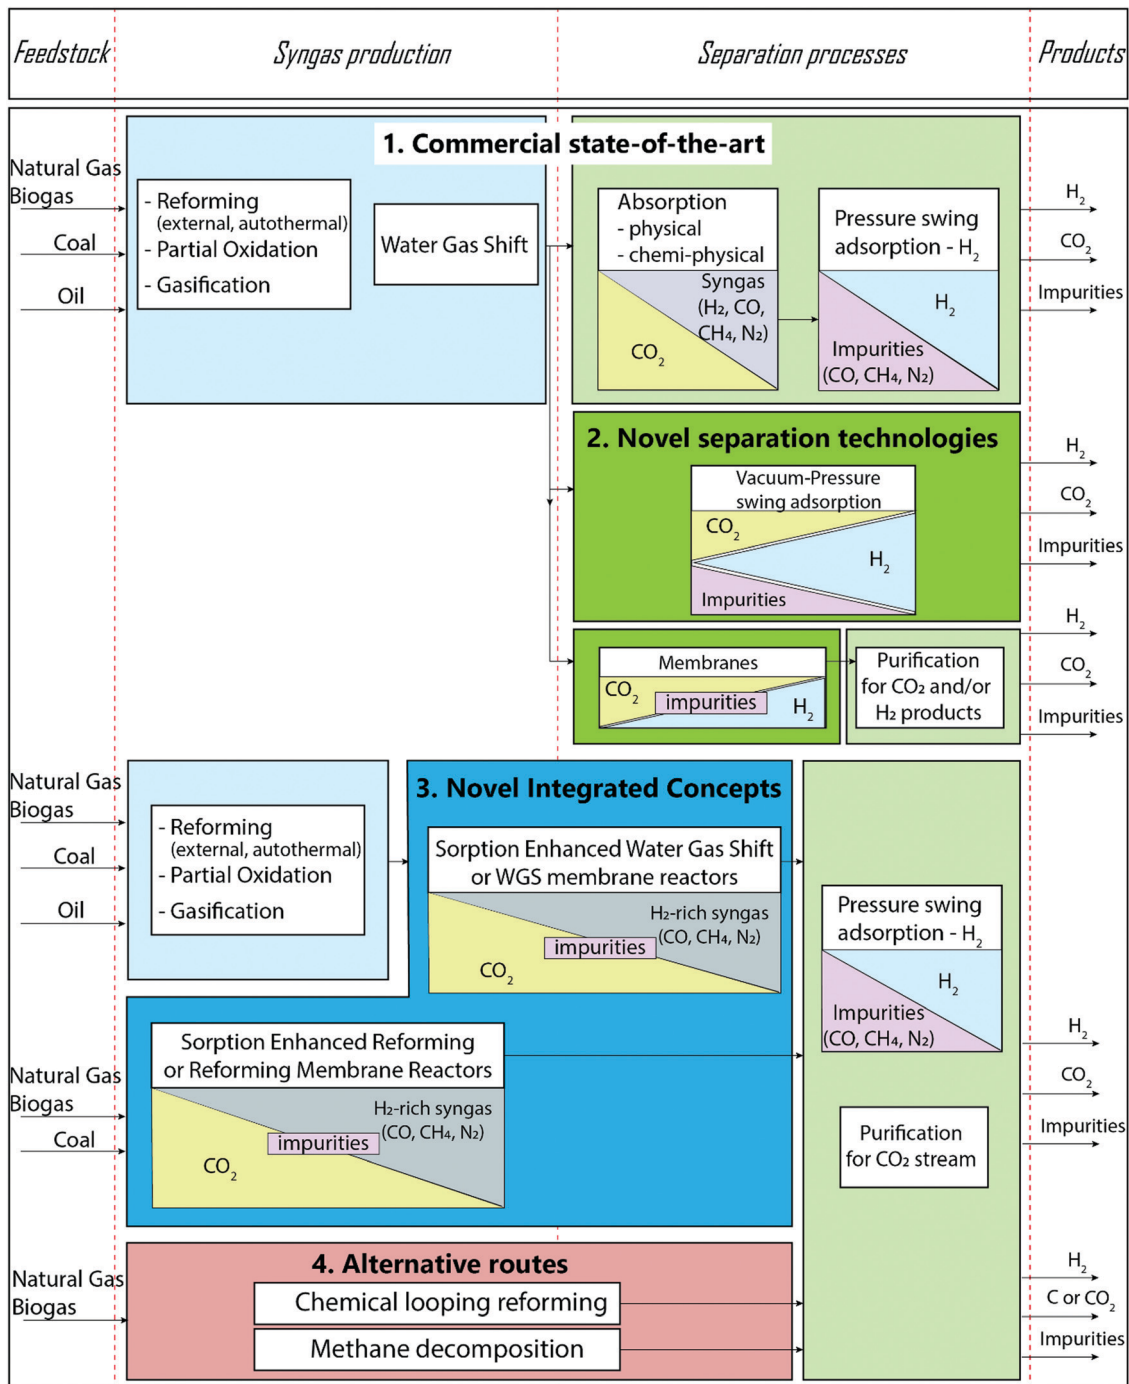 Feedstock
Syngas production
Separation processes
Products
1. Commercial state-of-the-art
Natural Gas
Biogas
Coal
Oil
- Reforming
(external, autothermal)
- Partial Oxidation
- Gasification
Water Gas Shift
Absorption
- physical
- chemi-physical
Syngas
(H₂, CO,
CH₄, N₂)
CO₂
Pressure swing
adsorption - H₂
H₂
Impurities
(CO, CH₄, N₂)
H₂
CO₂
Impurities
2. Novel separation technologies
Vacuum-Pressure
swing adsorption
CO₂
H₂
Impurities
H₂
CO₂
Impurities
Membranes
CO₂
impurities
H₂
Purification
for CO₂ and/or
H₂ products
H₂
CO₂
Impurities
3. Novel Integrated Concepts
Natural Gas
Biogas
Coal
Oil
- Reforming
(external, autothermal)
- Partial Oxidation
- Gasification
Sorption Enhanced Water Gas Shift
or WGS membrane reactors
H₂-rich syngas
(CO, CH₄, N₂)
impurities
CO₂
Pressure swing
adsorption - H₂
H₂
Impurities
(CO, CH₄, N₂)
Natural Gas
Biogas
Coal
Sorption Enhanced Reforming
or Reforming Membrane Reactors
H₂-rich syngas
(CO, CH₄, N₂)
impurities
CO₂
Purification
for CO₂ stream
H₂
CO₂
Impurities
4. Alternative routes
Natural Gas
Biogas
Chemical looping reforming
Methane decomposition
H₂
C or CO₂
Impurities